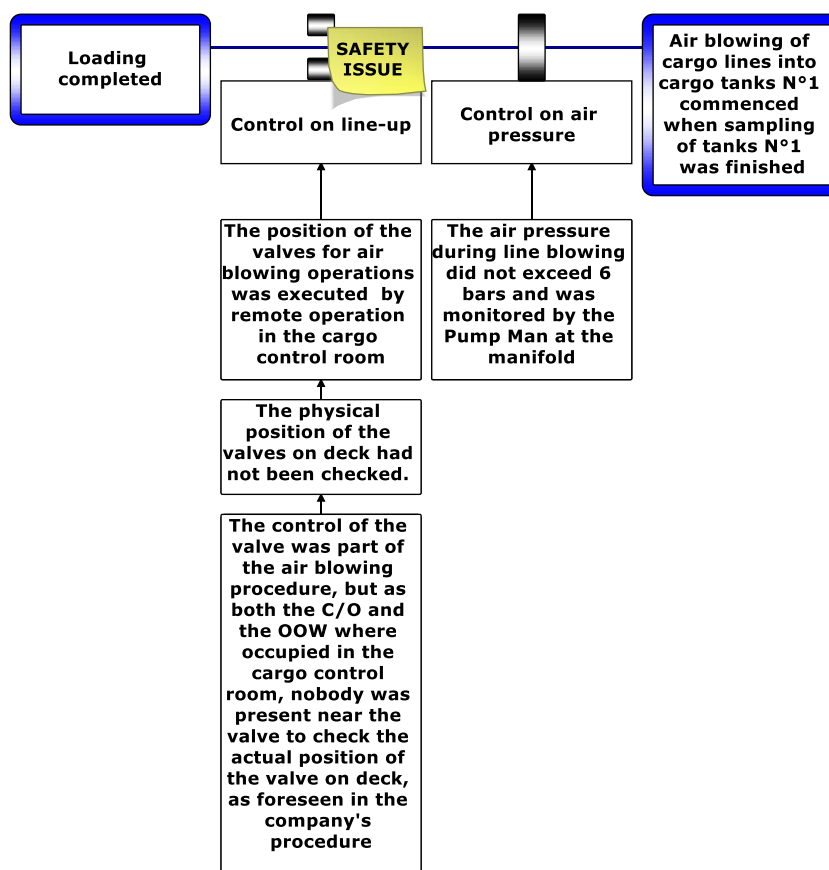 Loading
completed
SAFETY
ISSUE
Control on line-up
Control on air
pressure
Air blowing of
cargo lines into
cargo tanks N°1
commenced
when sampling
of tanks N°1
was finished
The position of the
valves for air
blowing operations
was executed by
remote operation
in the cargo
control room
The air pressure
during line blowing
did not exceed 6
bars and was
monitored by the
Pump Man at the
manifold
The physical
position of the
valves on deck had
not been checked.
The control of the
valve was part of
the air blowing
procedure, but as
both the C/O and
the OOW where
occupied in the
cargo control
room, nobody was
present near the
valve to check the
actual position of
the valve on deck,
as foreseen in the
company's
procedure